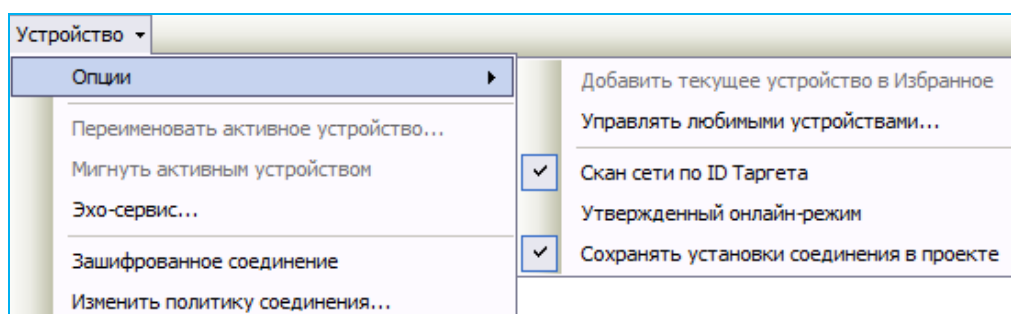 Устройство
Опции
Переименовать активное устройство...
Мигнуть активным устройством
Эхо-сервис...
Зашифрованное соединение
Изменить политику соединения...
Добавить текущее устройство в Избранное
Управлять любимыми устройствами...
Скан сети по ID Таргета
Утвержденный онлайн-режим
Сохранять установки соединения в проекте